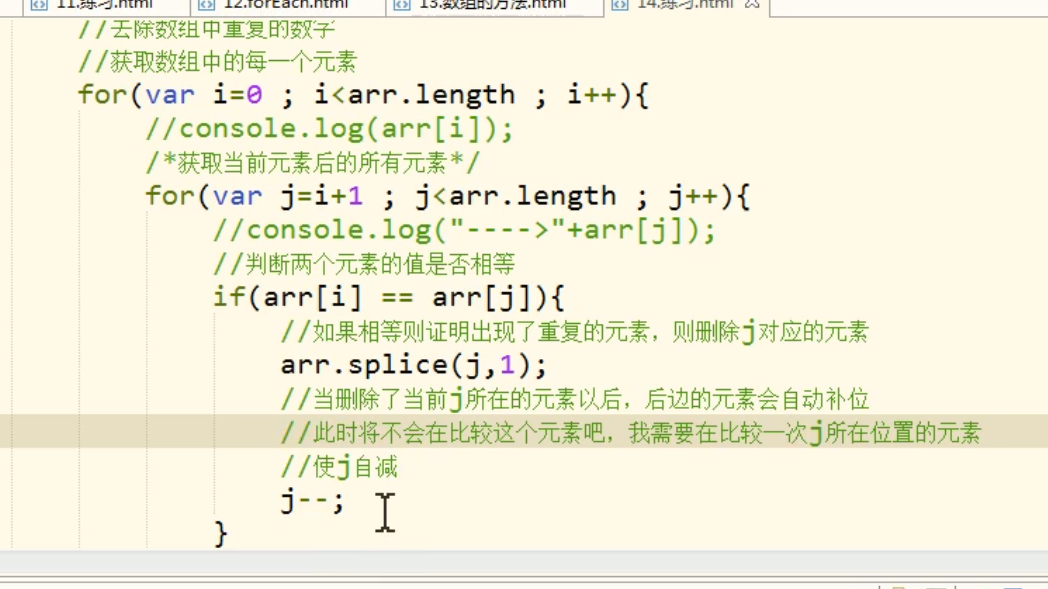 11.练习.html 12.forEach.html 13.数组的方法.html 14.练习.html
//去除数组中重复的数字
//获取数组中的每一个元素
for(var i=0 ; i<arr.length ; i++){
//console.log(arr[i]);
/*获取当前元素后的所有元素*/
for(var j=i+1 ; j<arr.length ; j++){
//console.log("---->"+arr[j]);
//判断两个元素的值是否相等
if(arr[i] == arr[j]){
//如果相等则证明出现了重复的元素，则删除j对应的元素
arr.splice(j,1);
//当删除了当前j所在的元素以后，后边的元素会自动补位
//此时将不会在比较这个元素吧，我需要在比较一次j所在位置的元素
//使j自减
j--;
}